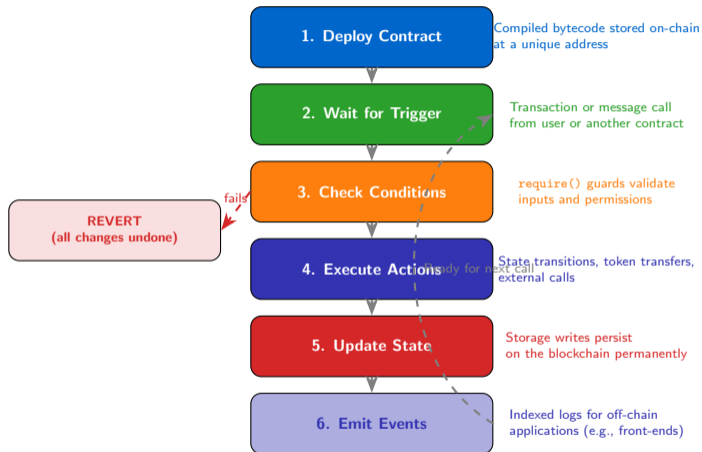 1. Deploy Contract
Compiled bytecode stored on-chain
at a unique address
2. Wait for Trigger
Transaction or message call
from user or another contract
3. Check Conditions
require() guards validate
inputs and permissions
fails
REVERT
(all changes undone)
4. Execute Actions
Ready for next call
State transitions, token transfers,
external calls
5. Update State
Storage writes persist
on the blockchain permanently
6. Emit Events
Indexed logs for off-chain
applications (e.g., front-ends)